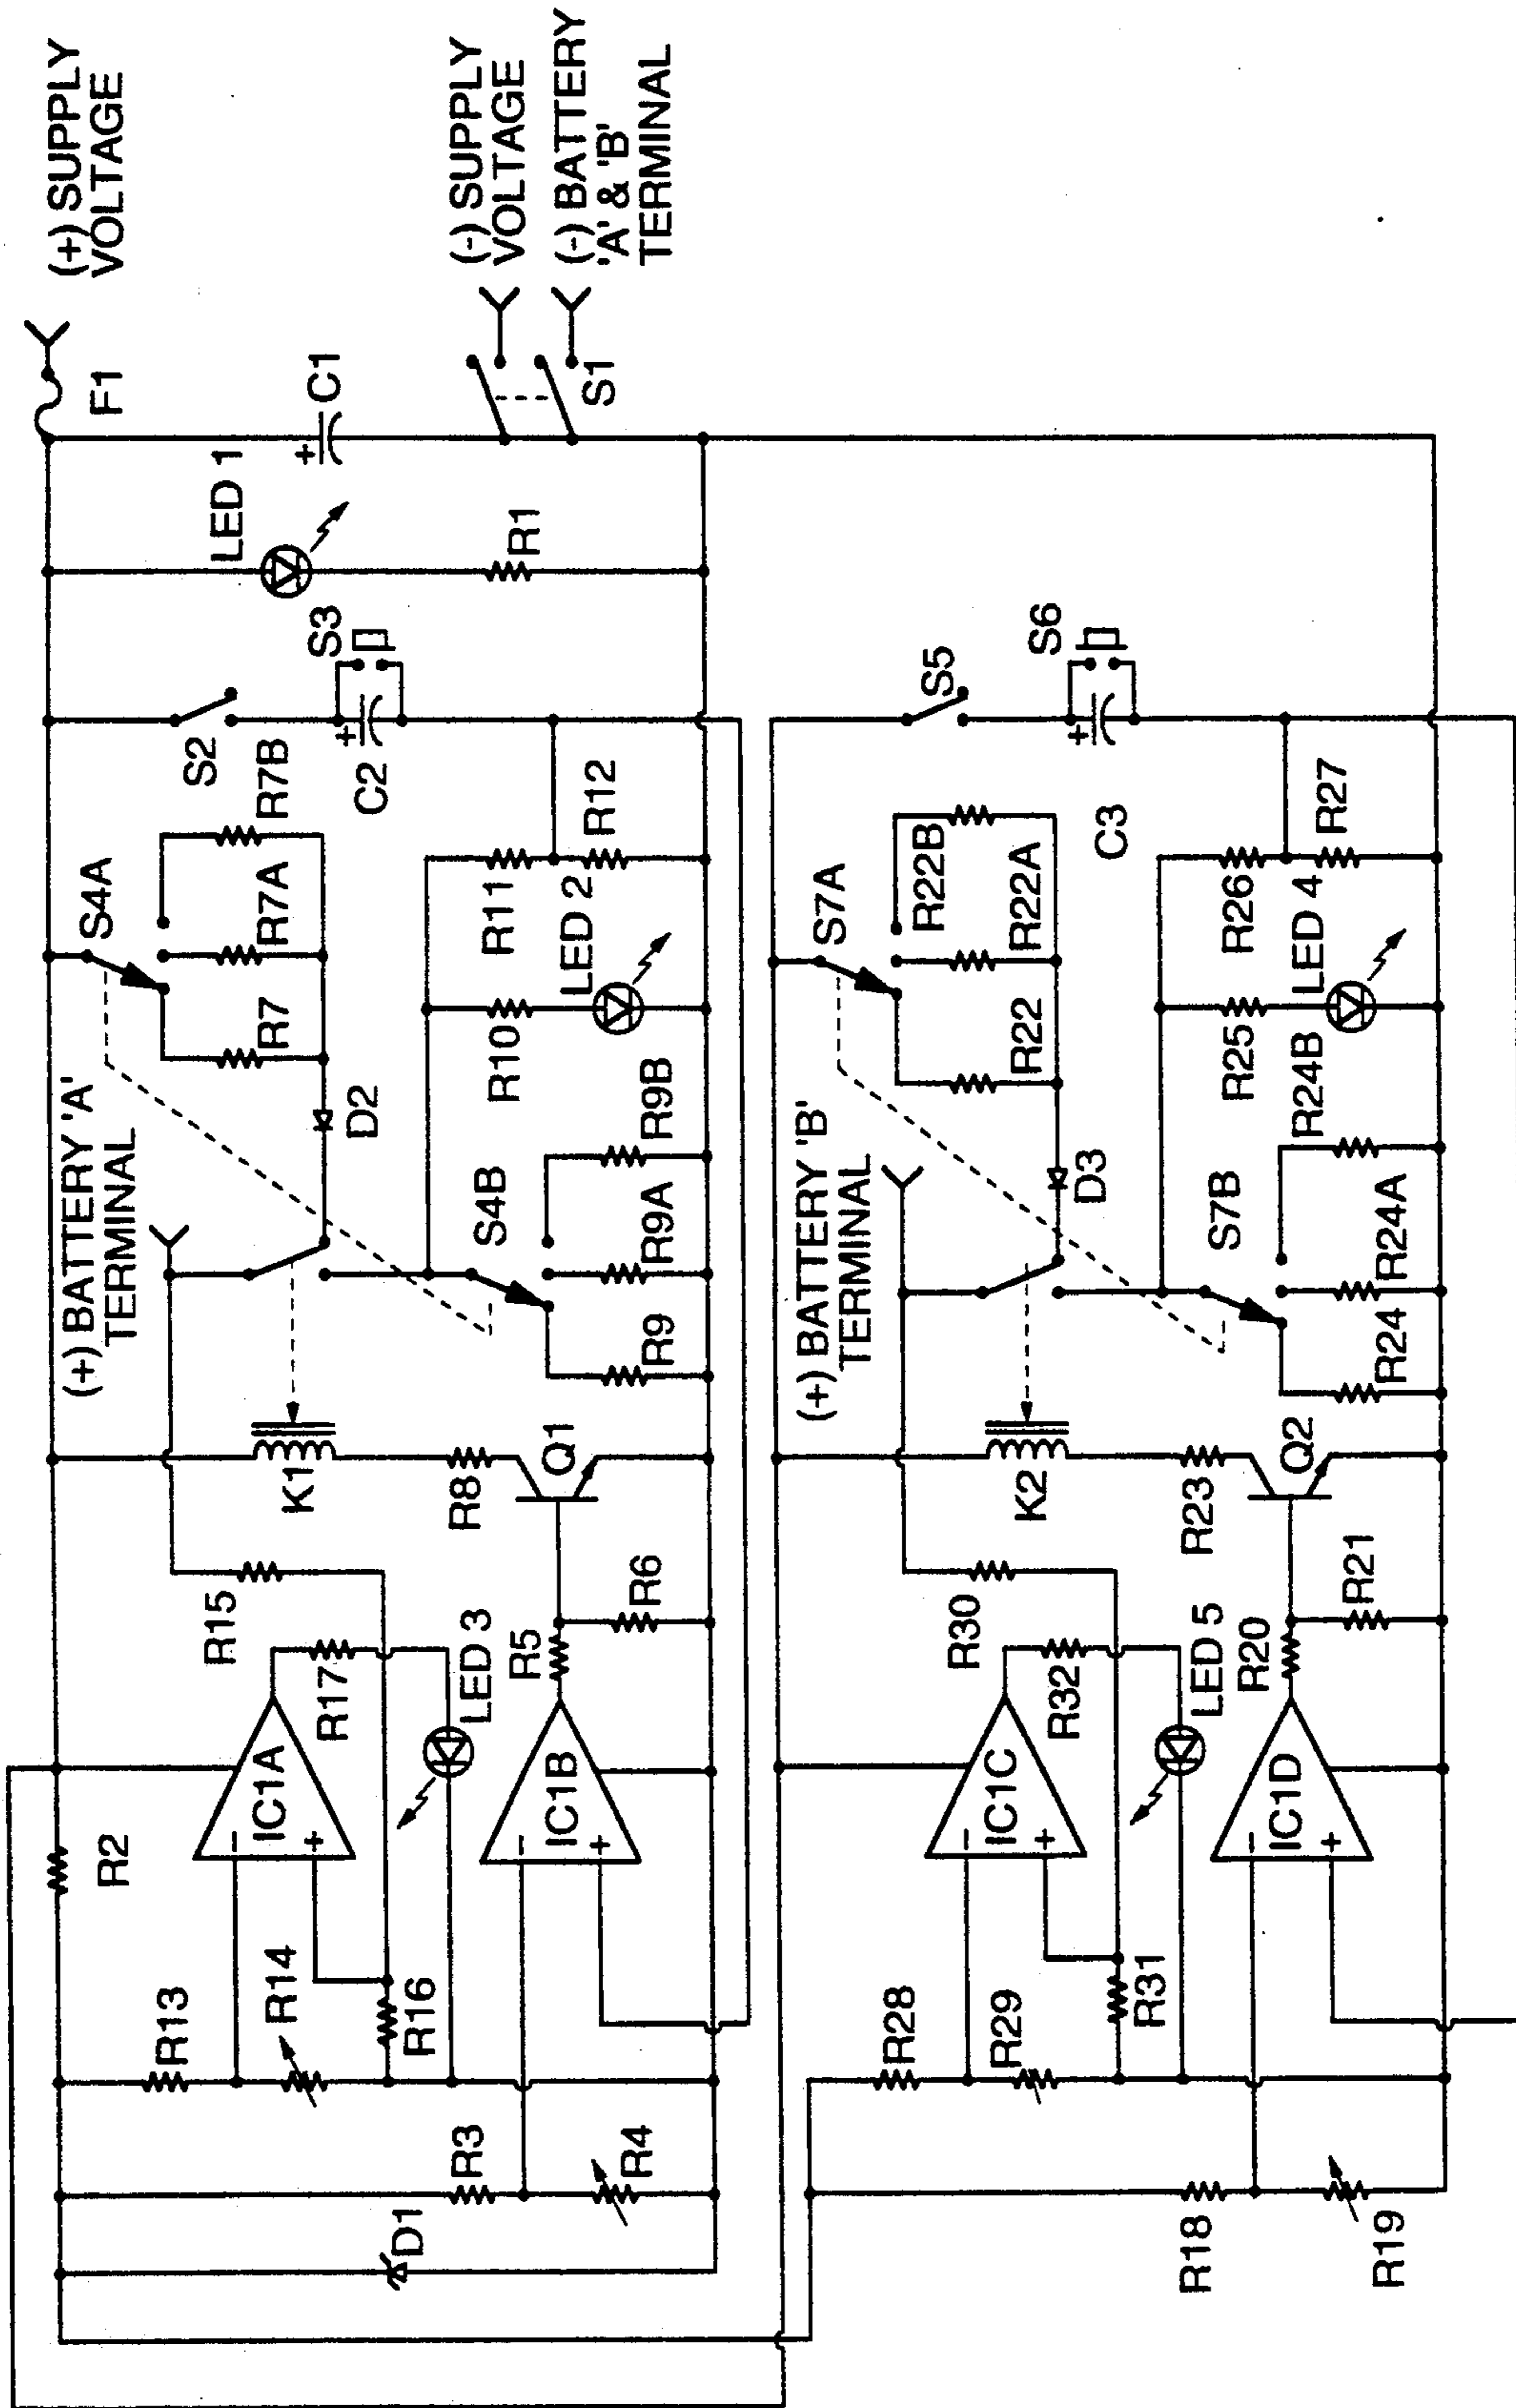 (+) SUPPLY
VOLTAGE
F1
C1
(-) SUPPLY
VOLTAGE
(-) BATTERY
'A' & 'B'
TERMINAL
S1
LED 1
R1
S2
S3
C2
R7B
R7A
R7
S4A
D2
R11
R12
LED 2
R10
(+) BATTERY 'A'
TERMINAL
S4B
R9B
R9A
R9
K1
R8
Q1
R15
R17
LED 3
R5
R6
R2
IC1A
-
+
IC1B
-
+
R13
R14
R16
R3
R4
D1
S5
S6
C3
S7A
R22B
R22A
R22
D3
R26
R27
LED 4
R25
(+) BATTERY 'B'
TERMINAL
S7B
R24B
R24A
R24
K2
R23
Q2
R30
R32
LED 5
R20
R21
IC1C
-
+
IC1D
-
+
R28
R29
R31
R18
R19
+
+
+